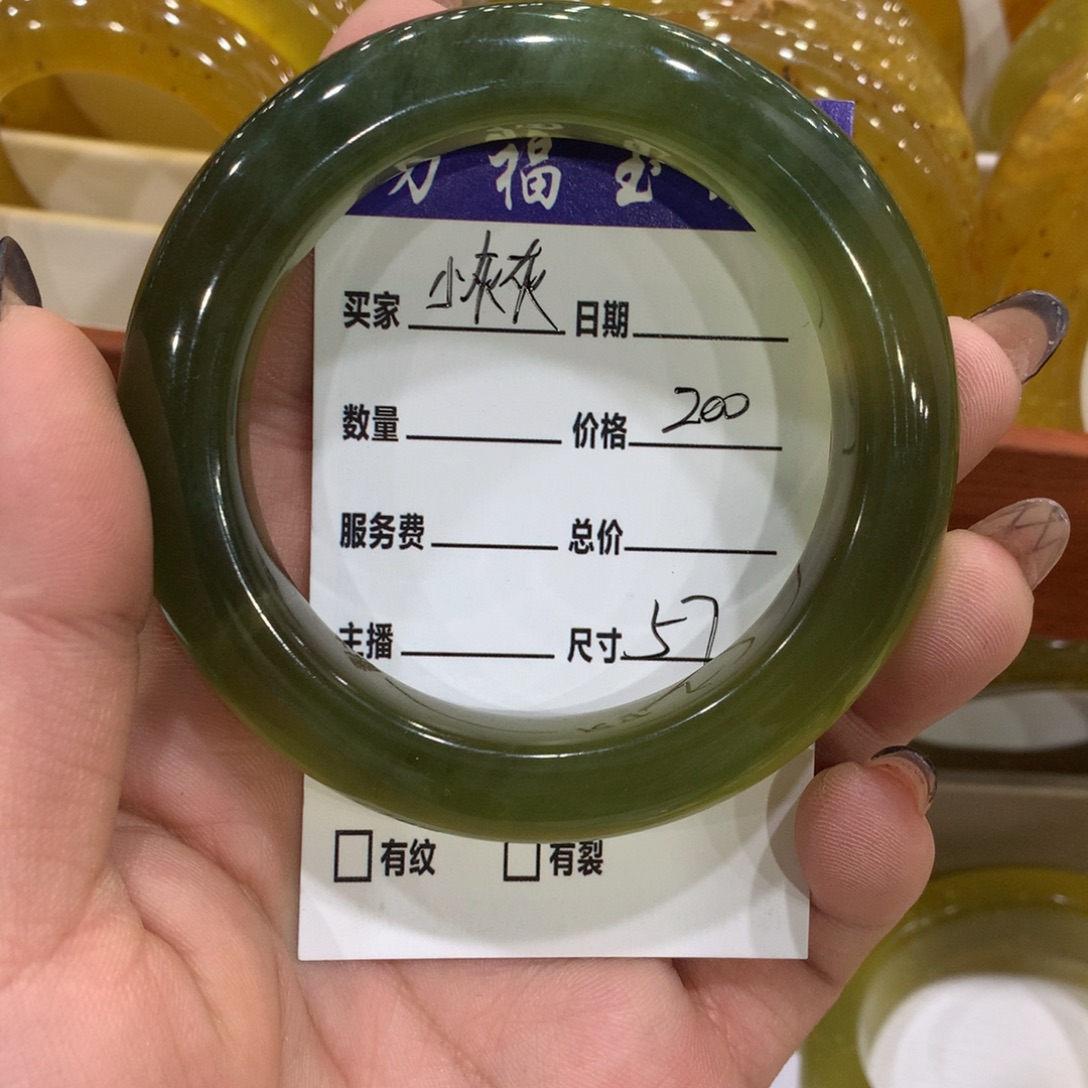 福 玉
买家 小灰灰 日期
数量 价格 200
服务费 总价
主播 尺寸 57
有纹 有裂